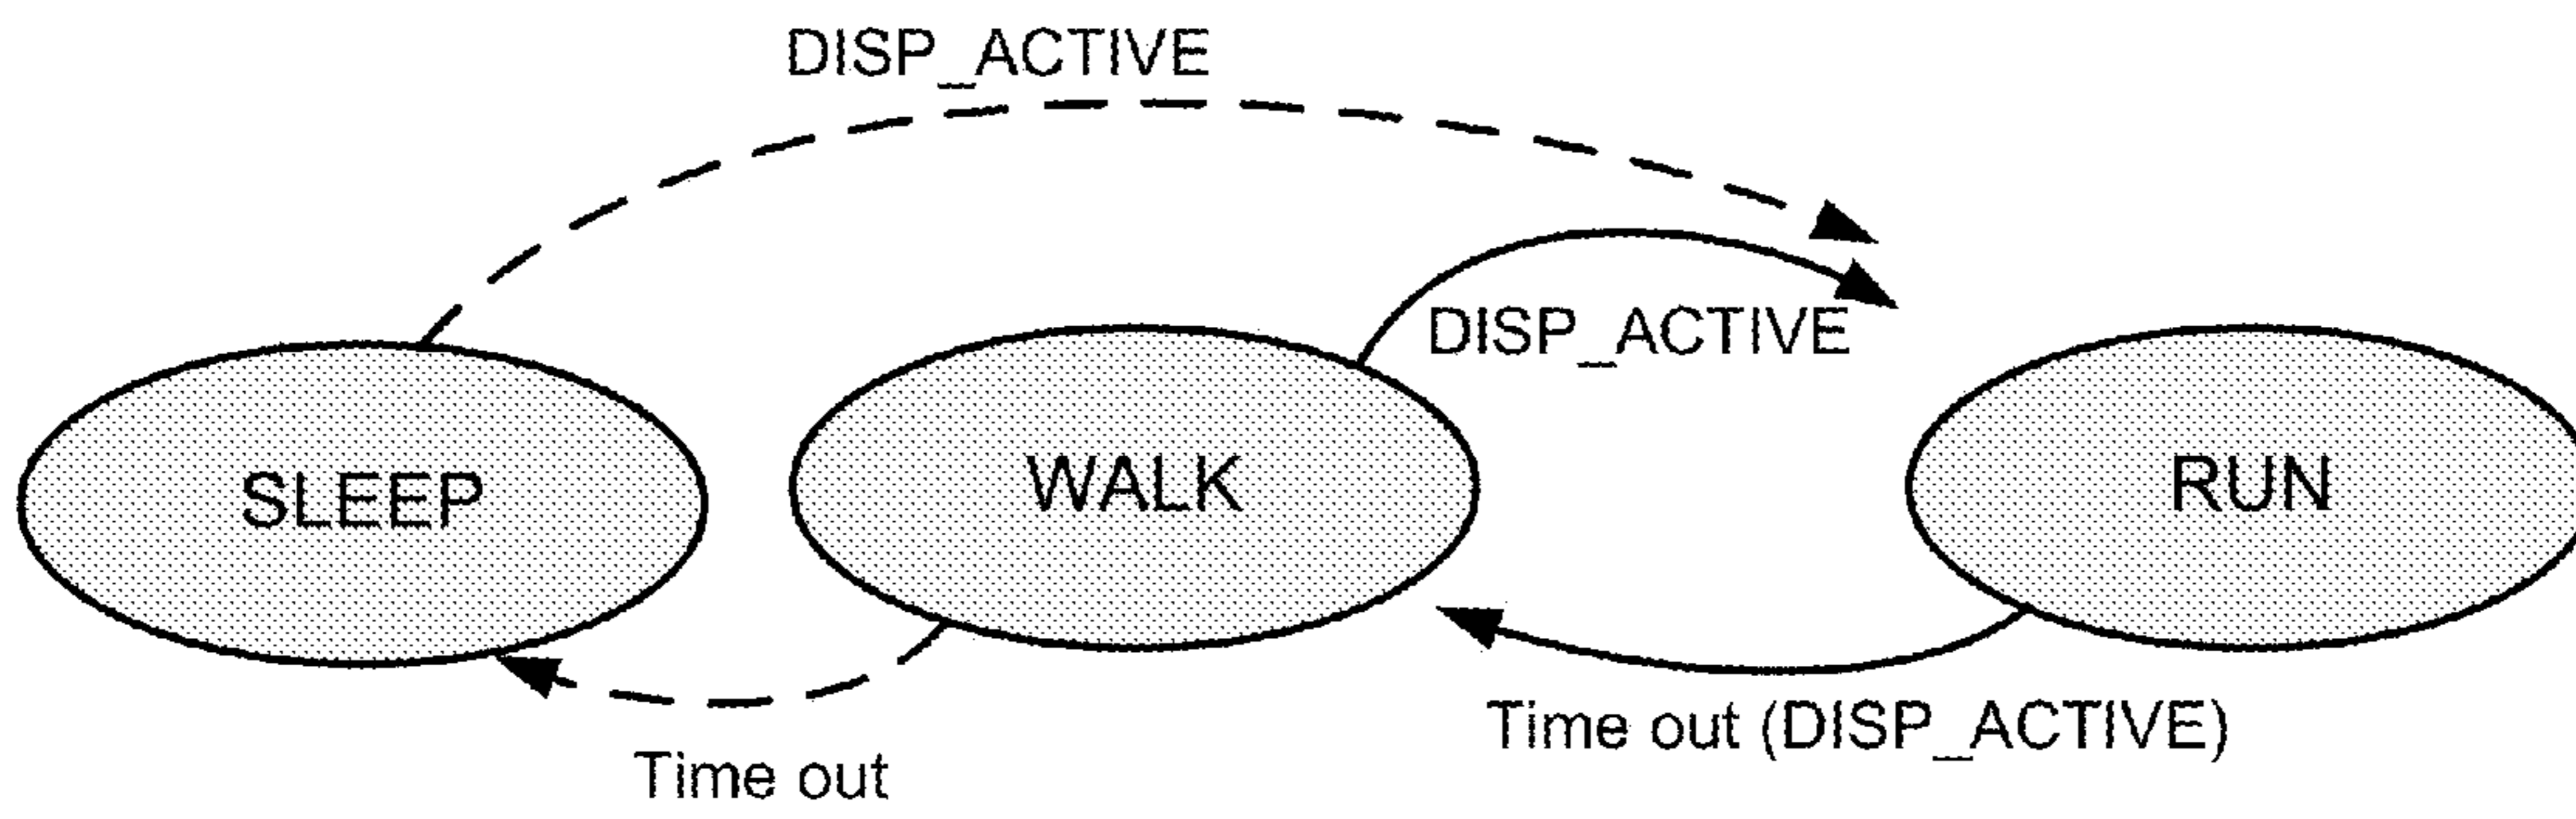 DISP_ACTIVE
DISP_ACTIVE
SLEEP
WALK
RUN
Time out (DISP_ACTIVE)
Time out